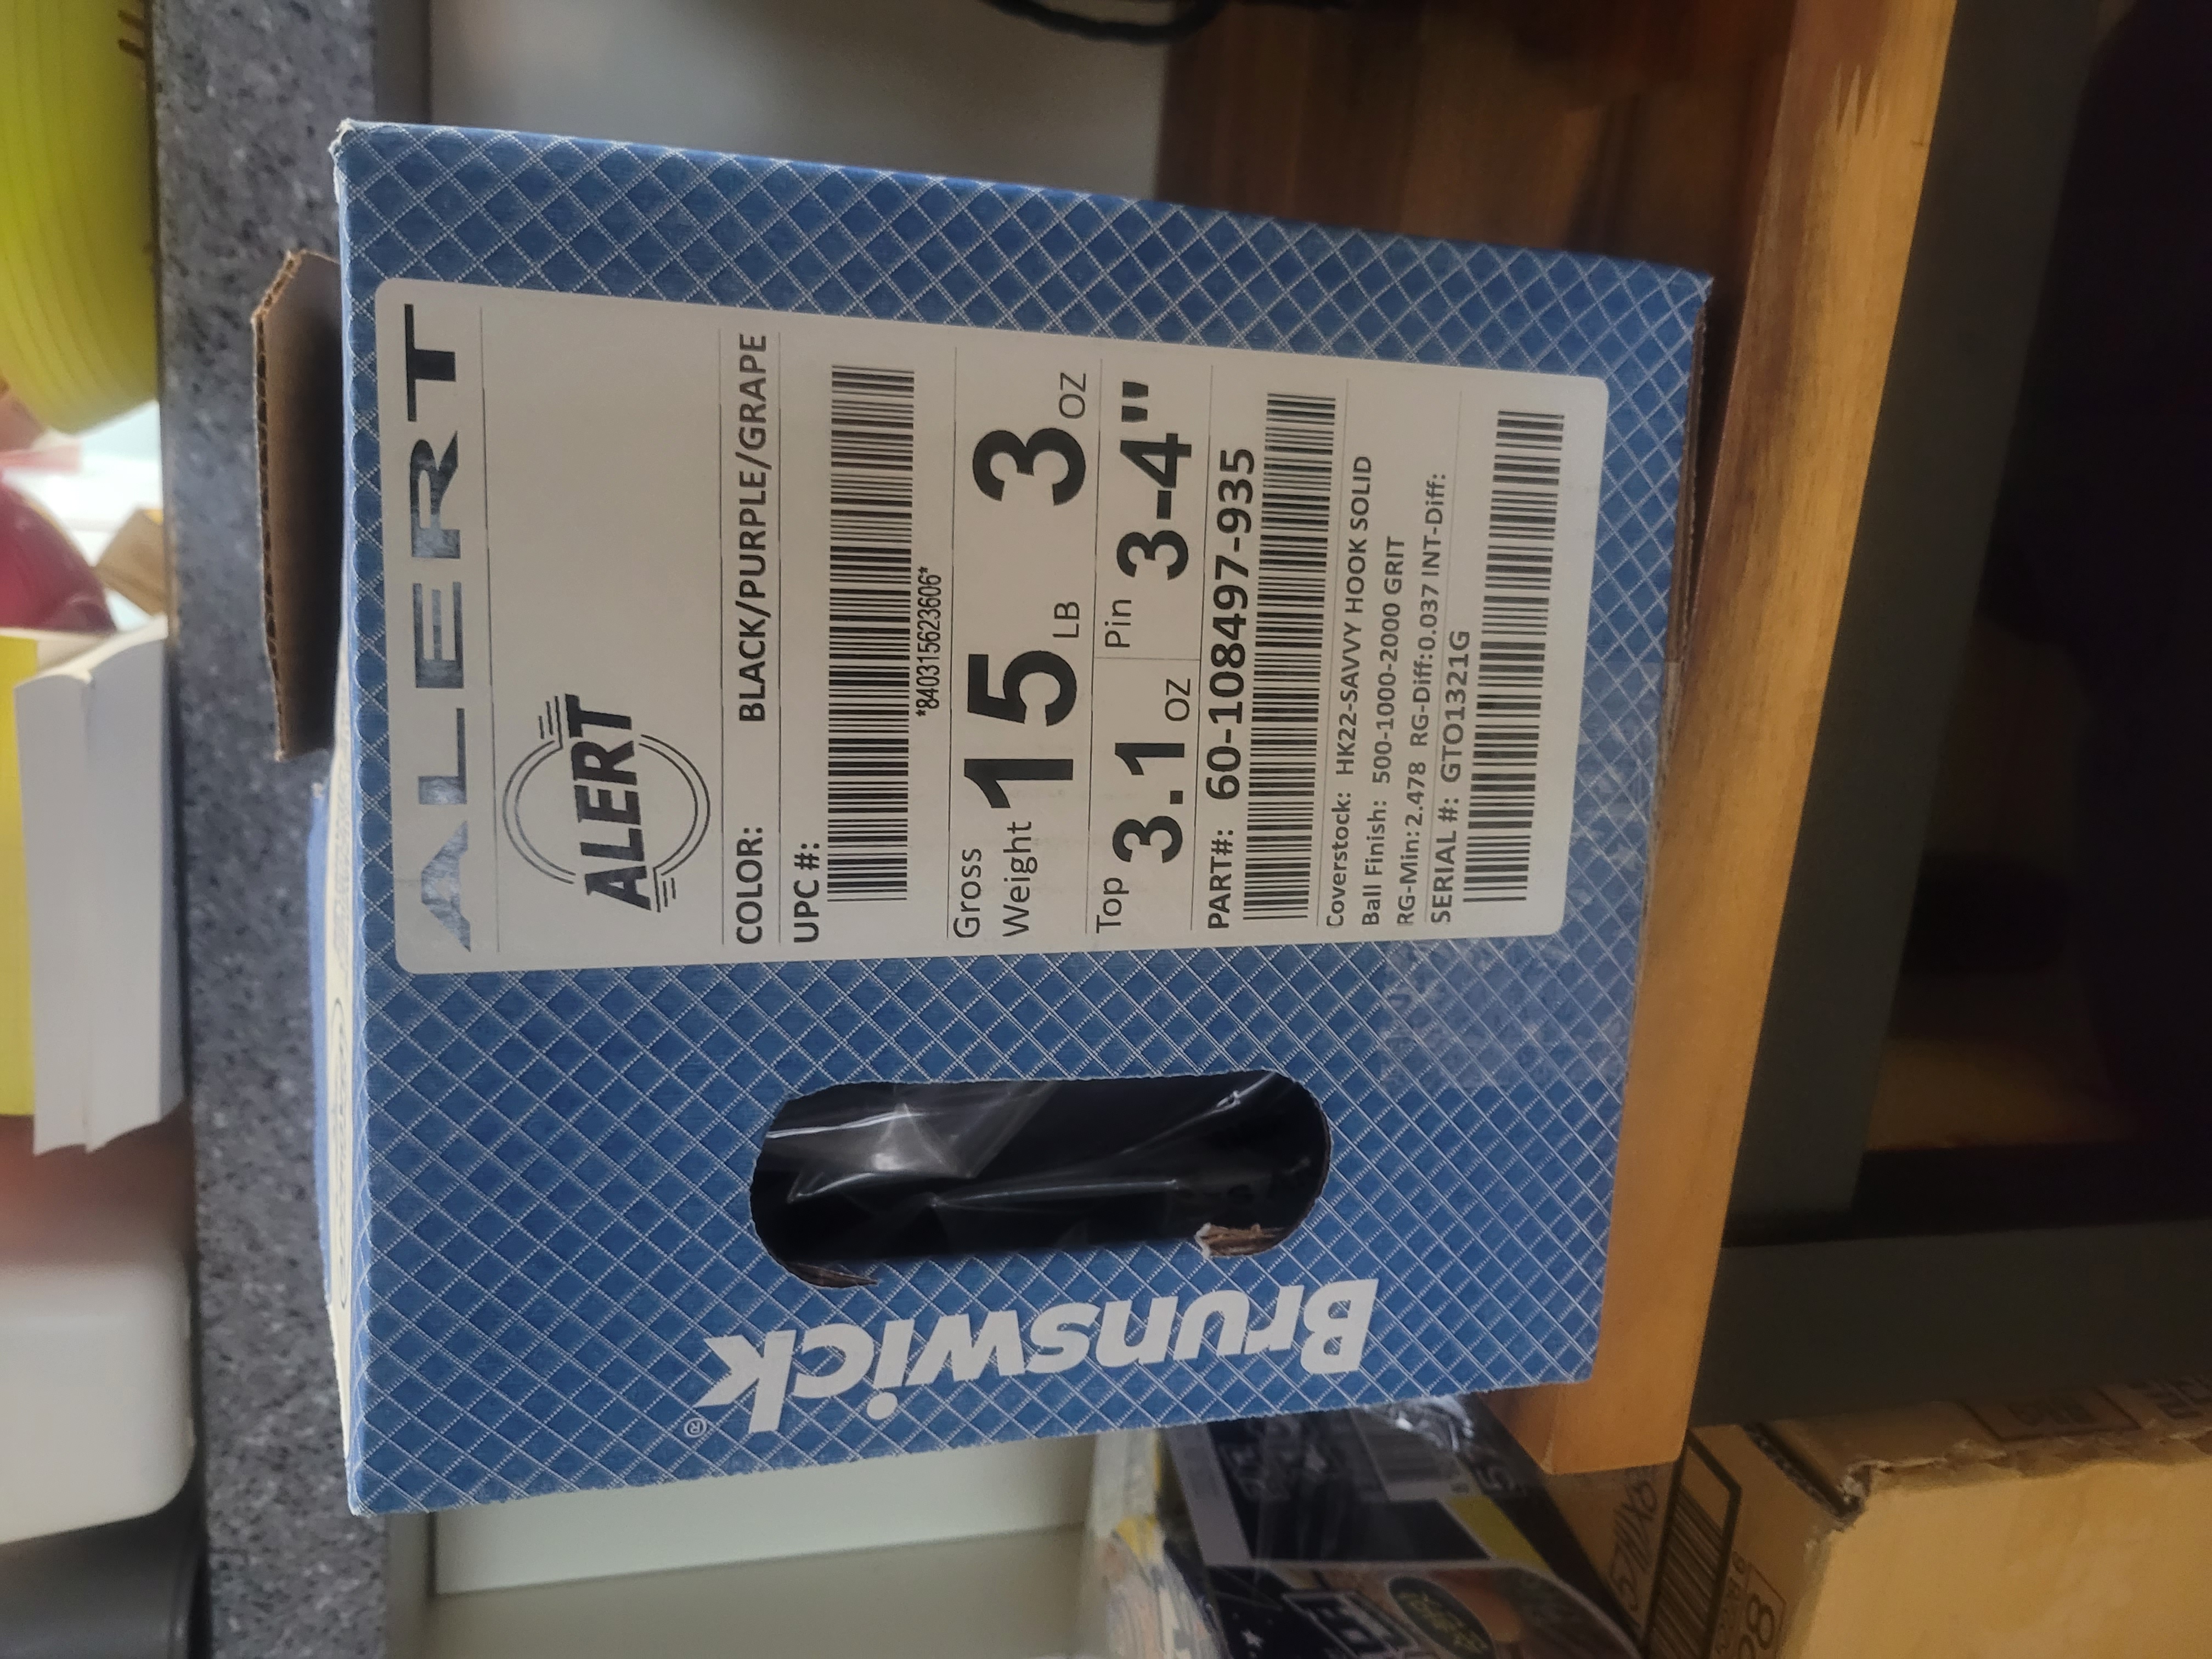 ALERT
ALERT
COLOR: BLACK/PURPLE/GRAPE
UPC #:
*840315623606*
Gross Weight 15 LB 3 OZ
Top 3.1 OZ Pin 3-4"
PART#: 60-108497-935
Coverstock: HK22-SAVVY HOOK SOLID
Ball Finish: 500-1000-2000 GRIT
RG-Min:2.478 RG-Diff:0.037 INT-Diff:
SERIAL #: GTO1321G
Brunswick®